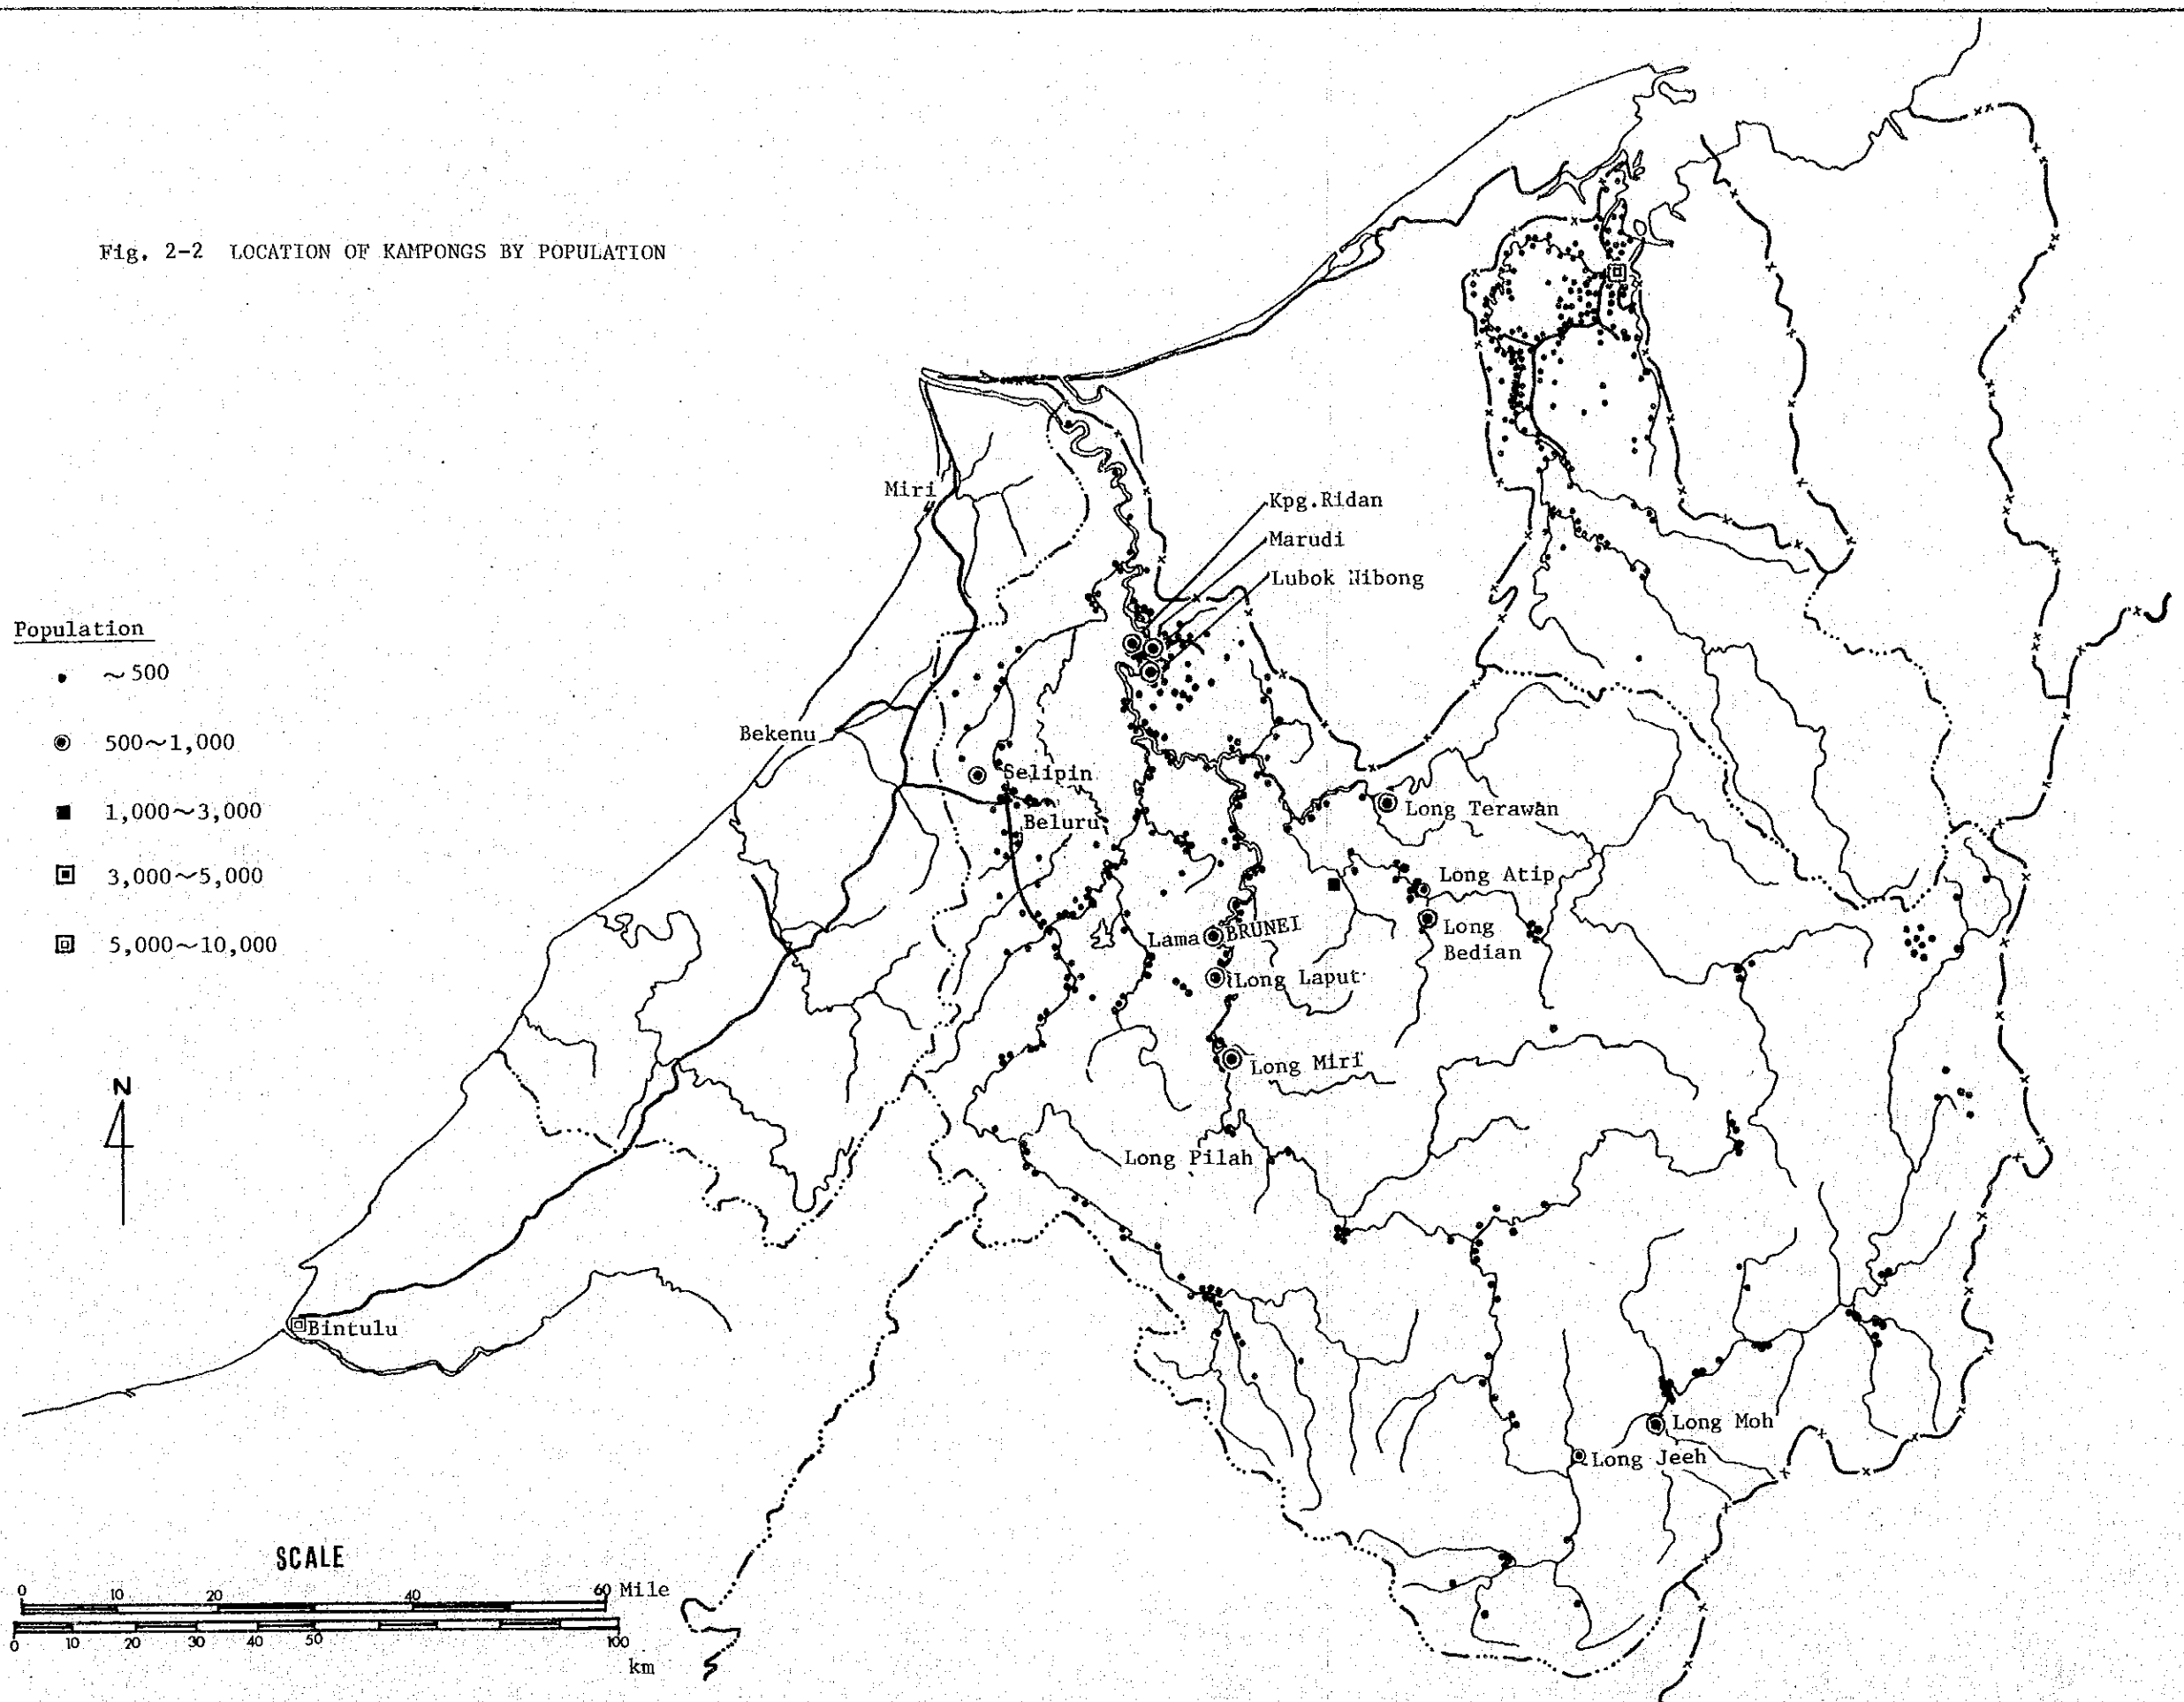 Fig. 2-2 LOCATION OF KAMPONGS BY POPULATION
Miri
Kpg.Ridan
Marudi
Lubok Nibong
Population
~500
500~1,000
1,000~3,000
3,000~5,000
5,000~10,000
Bekenu
Selipin
Beluru
Long Terawan
Long Atip
Long
Bedian
Lama
BRUNEI
Long Laput
Long Miri
Long Pilah
N
Bintulu
Long Moh
Long Jeeh
SCALE
0 10 20 40 60 Mile
0 10 20 30 40 50 100
km